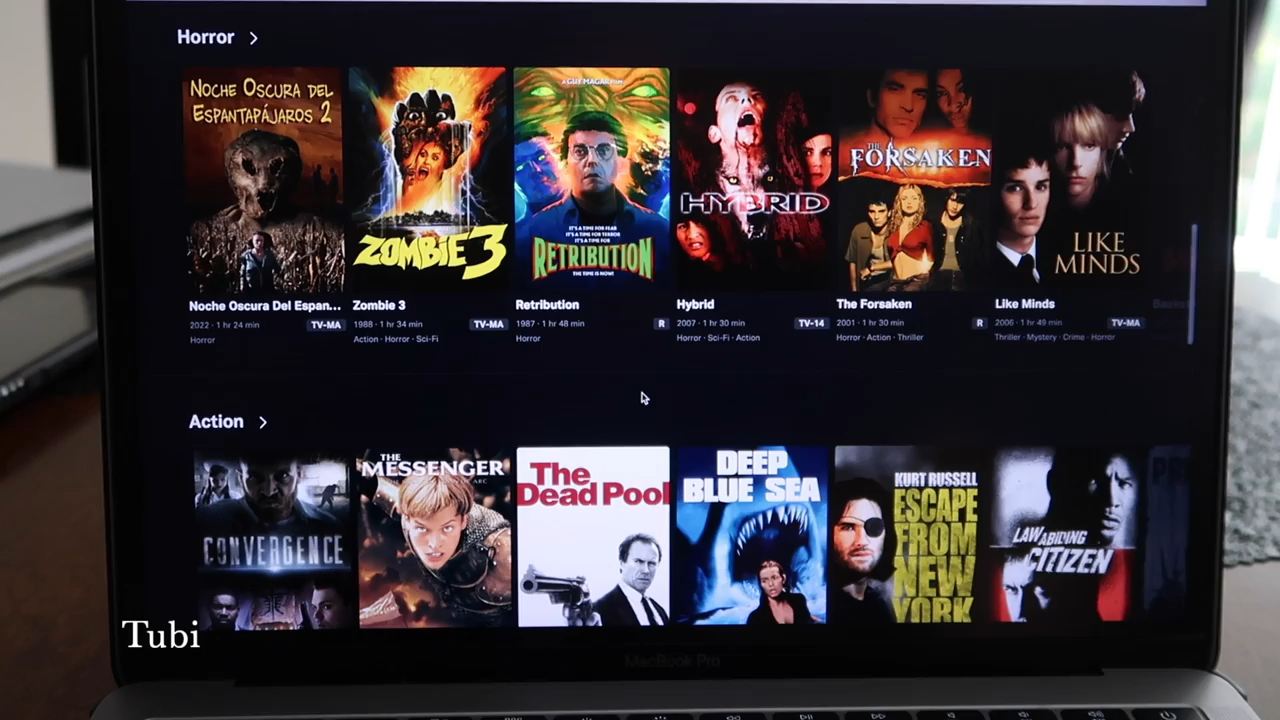 Horror >
NOCHE OSCURA DEL
ESPANTAPÁJAROS 2
ZOMBIE 3
A GUY MAGAR FILM
IT'S A TIME FOR FEAR
IT'S A TIME FOR TERROR
IT'S A TIME FOR
RETRIBUTION
THE TIME IS NOW!
HYBRID
THE
FORSAKEN
LIKE
MINDS
Noche Oscura Del Espan...
2022 · 1 hr 24 min TV-MA
Horror
Zombie 3
1988 · 1 hr 34 min TV-MA
Action · Horror · Sci-Fi
Retribution
1987 · 1 hr 48 min R
Horror
Hybrid
2007 · 1 hr 30 min TV-14
Horror · Sci-Fi · Action
The Forsaken
2001 · 1 hr 30 min R
Horror · Action · Thriller
Like Minds
2006 · 1 hr 49 min TV-MA
Thriller · Mystery · Crime · Horror
Action >
CONVERGENCE
THE
MESSENGER
The
Dead Pool
DEEP
BLUE SEA
KURT RUSSELL
ESCAPE
FROM
NEW
YORK
LAW ABIDING
CITIZEN
Tubi
MacBook Pro